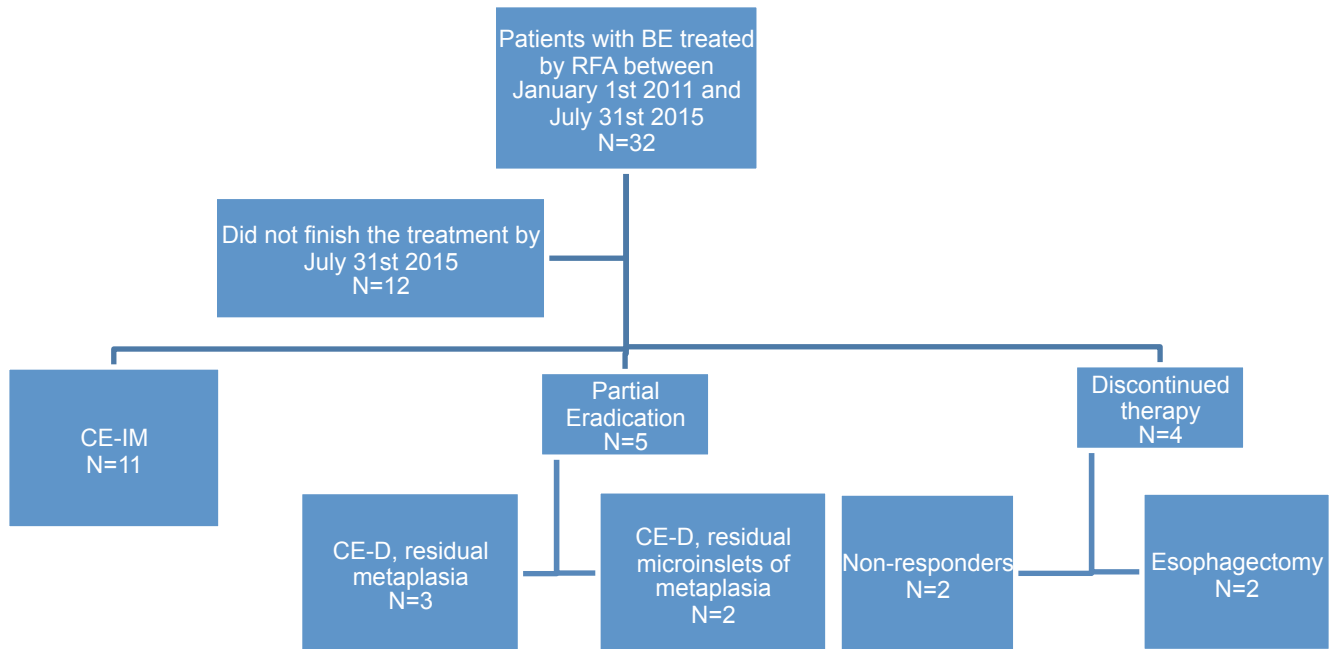 Patients with BE treated
by RFA between
January 1st 2011 and
July 31st 2015
N=32
Did not finish the treatment by
July 31st 2015
N=12
CE-IM
N=11
Partial
Eradication
N=5
Discontinued
therapy
N=4
CE-D, residual
metaplasia
N=3
CE-D, residual
microinslets of
metaplasia
N=2
Non-responders
N=2
Esophagectomy
N=2